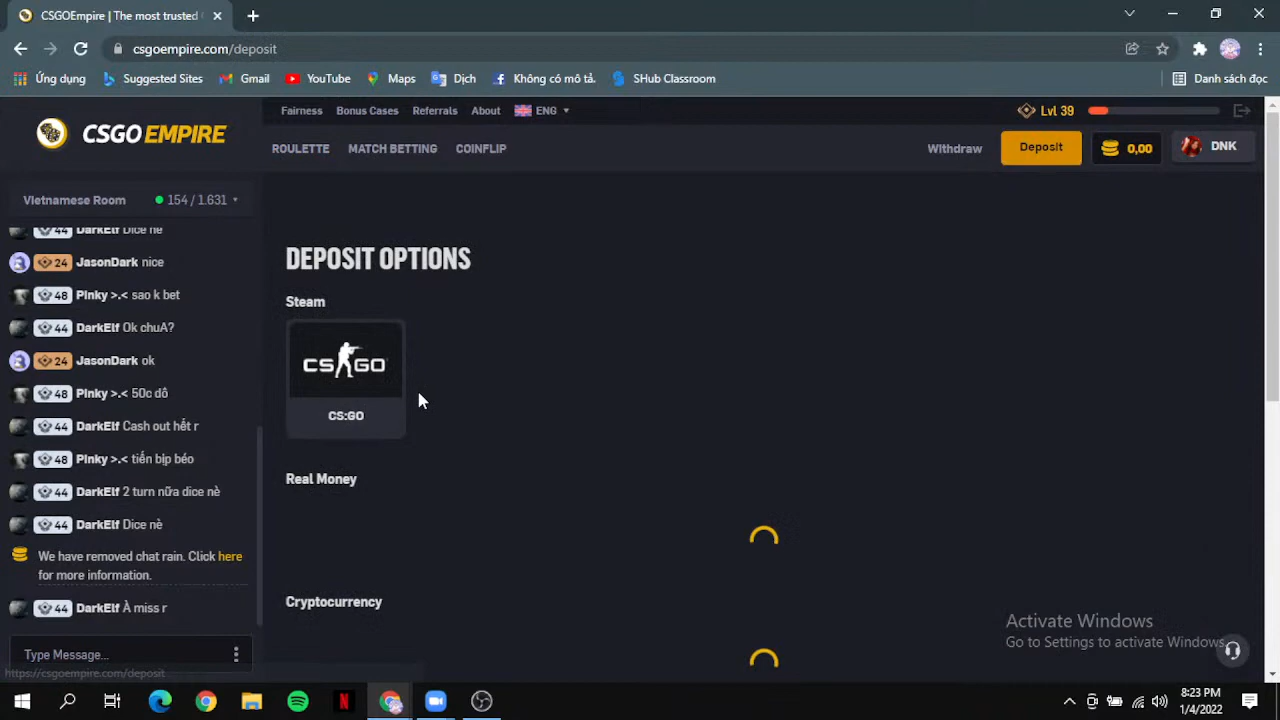 CSGOEmpire | The most trusted
csgoempire.com/deposit
Ứng dụng Suggested Sites Gmail YouTube Maps Dịch Không có mô tả. SHub Classroom Danh sách đọc
CSGOEMPIRE
Fairness Bonus Cases Referrals About ENG Lvl 39
ROULETTE MATCH BETTING COINFLIP Withdraw Deposit 0,00 DNK
Vietnamese Room 154 / 1.631
44 DarkElf Dice nè
24 JasonDark nice
48 Pinky >.< sao k bet
44 DarkElf Ok chuA?
24 JasonDark ok
48 Pinky >.< 50c dô
44 DarkElf Cash out hết r
48 Pinky >.< tiến bịp béo
44 DarkElf 2 turn nữa dice nè
44 DarkElf Dice nè
We have removed chat rain. Click here
for more information.
44 DarkElf À miss r
Type Message...
https://csgoempire.com/deposit
DEPOSIT OPTIONS
Steam
CS GO
CS:GO
Real Money
Cryptocurrency
Activate Windows
Go to Settings to activate Windows.
8:23 PM
1/4/2022